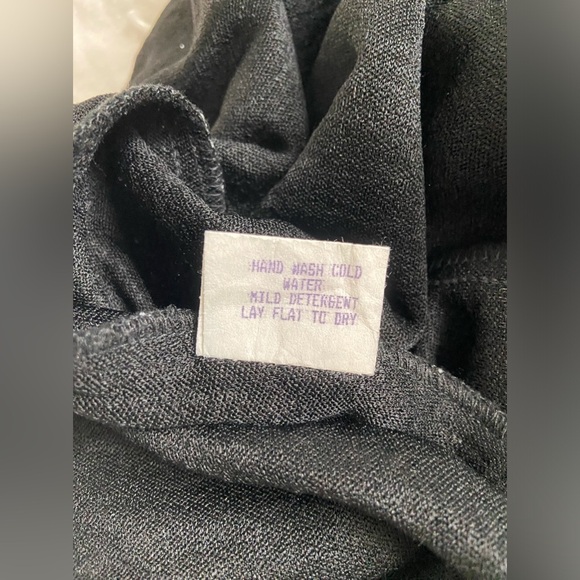 HAND WASH COLD
WATER
MILD DETERGENT
LAY FLAT TO DRY